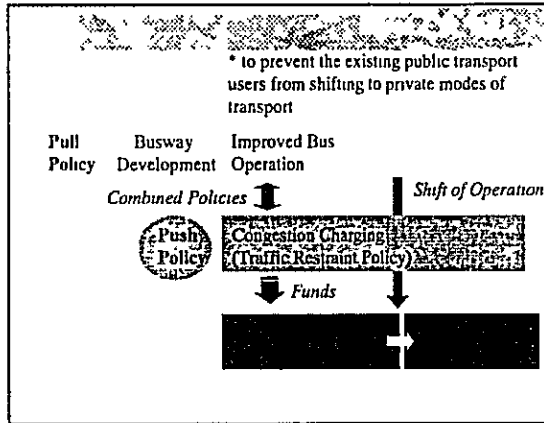 * to prevent the existing public transport
users from shifting to private modes of
transport
Pull Busway Improved Bus
Policy Development Operation
Combined Policies Shift of Operation
Push Congestion Charging
Policy (Traffic Restraint Policy)
Funds